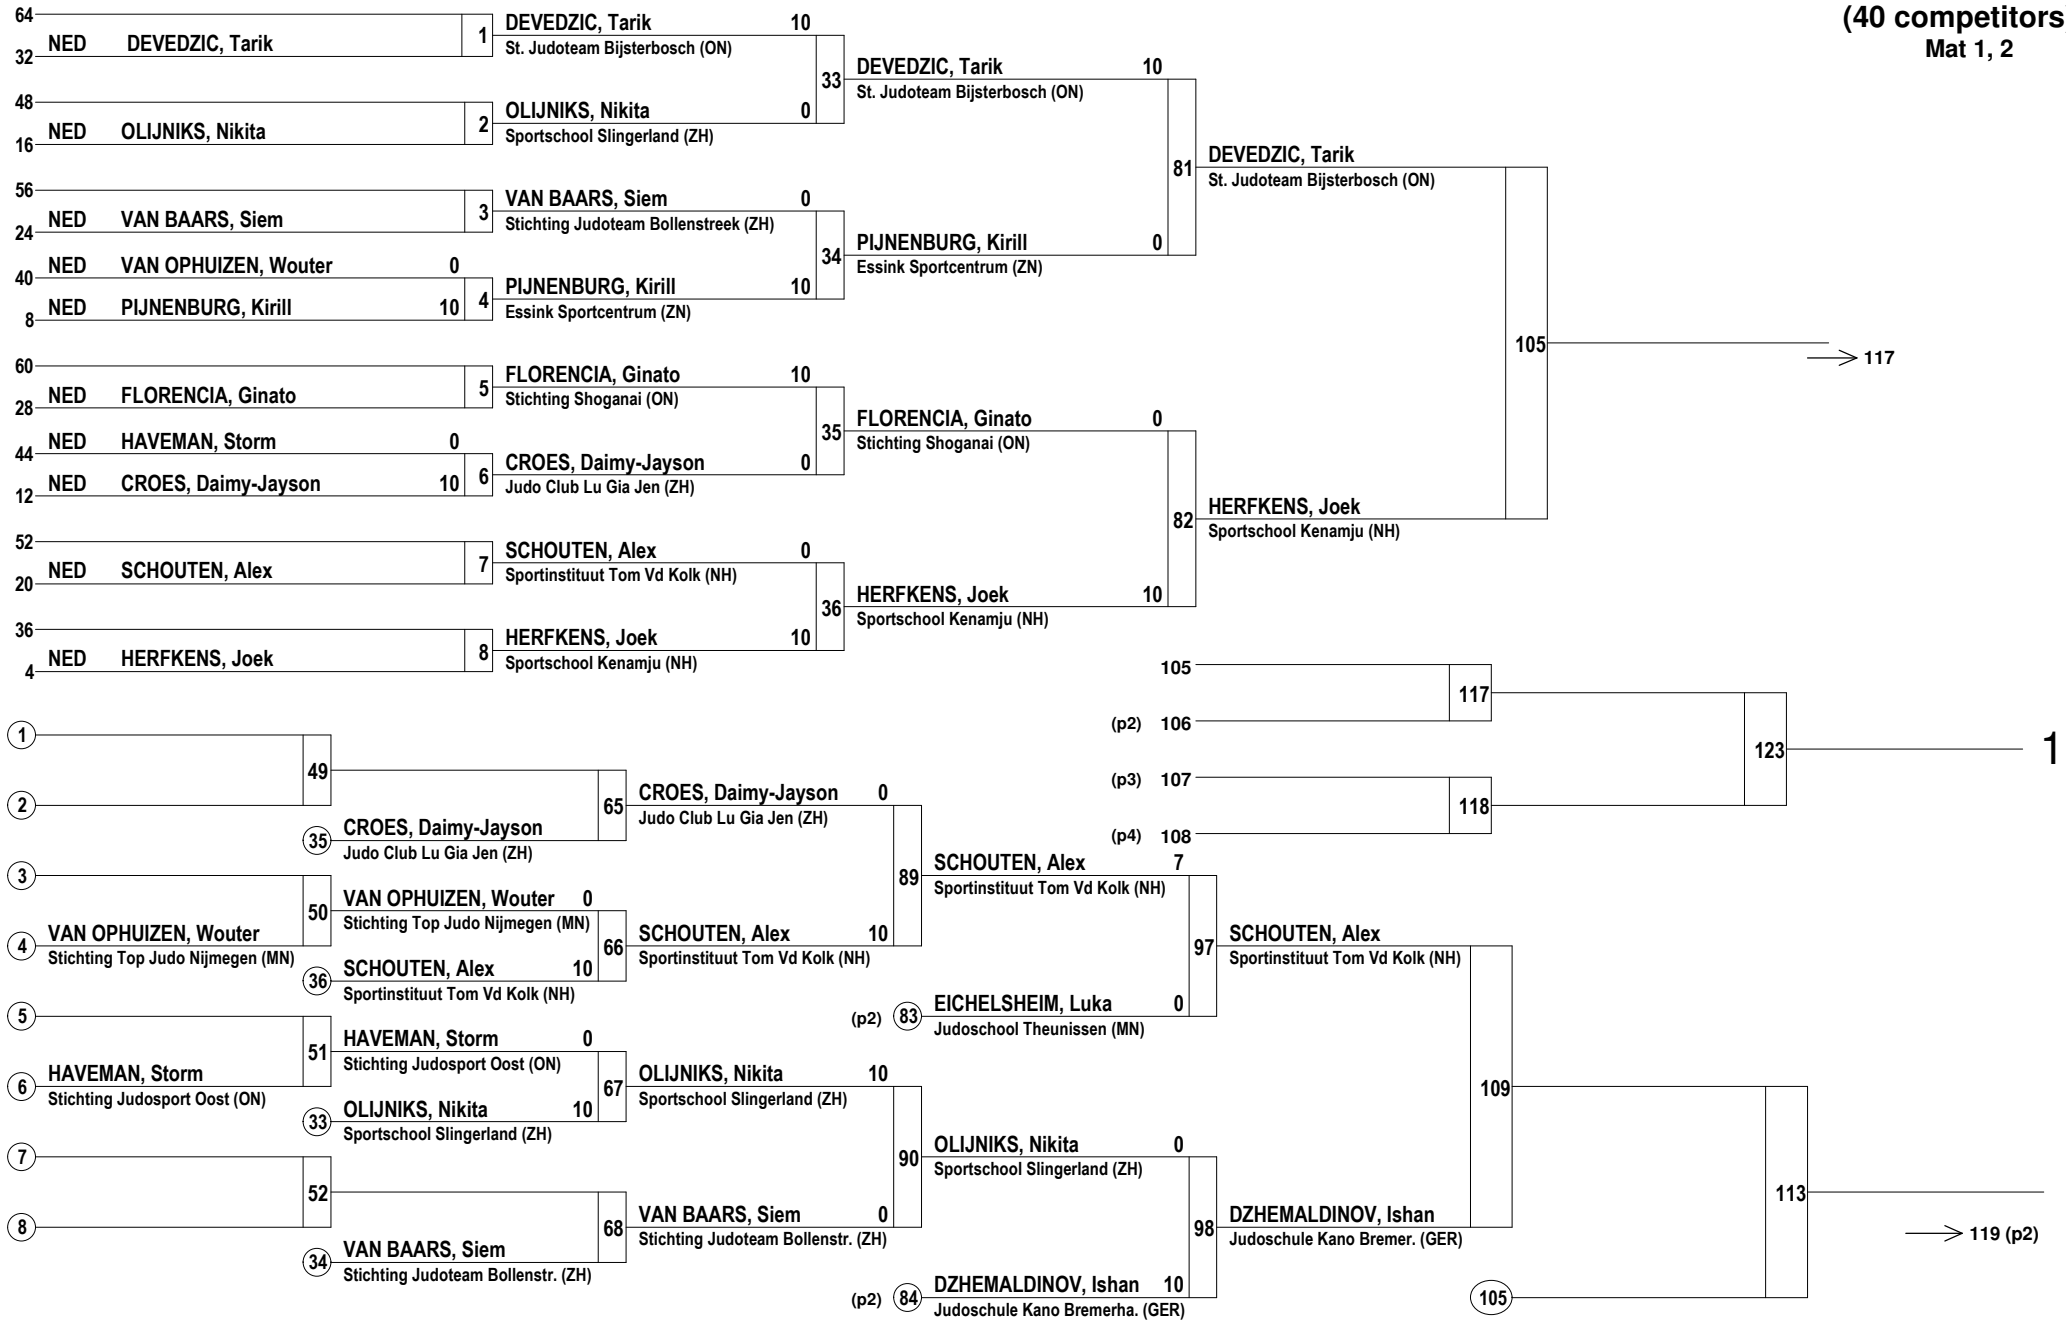 (40 competitors)
Mat 1, 2
64
NED DEVEDZIC, Tarik
32
1
DEVEDZIC, Tarik 10
St. Judoteam Bijsterbosch (ON)
48
NED OLIJNIKS, Nikita
16
2
OLIJNIKS, Nikita 0
Sportschool Slingerland (ZH)
33
DEVEDZIC, Tarik 10
St. Judoteam Bijsterbosch (ON)
56
NED VAN BAARS, Siem
24
3
VAN BAARS, Siem 0
Stichting Judoteam Bollenstreek (ZH)
NED VAN OPHUIZEN, Wouter 0
40
NED PIJNENBURG, Kirill 10
8
4
PIJNENBURG, Kirill 10
Essink Sportcentrum (ZN)
34
PIJNENBURG, Kirill 0
Essink Sportcentrum (ZN)
81
DEVEDZIC, Tarik
St. Judoteam Bijsterbosch (ON)
60
NED FLORENCIA, Ginato
28
5
FLORENCIA, Ginato 10
Stichting Shoganai (ON)
NED HAVEMAN, Storm 0
44
NED CROES, Daimy-Jayson 10
12
6
CROES, Daimy-Jayson 0
Judo Club Lu Gia Jen (ZH)
35
FLORENCIA, Ginato 0
Stichting Shoganai (ON)
52
NED SCHOUTEN, Alex
20
7
SCHOUTEN, Alex 0
Sportinstituut Tom Vd Kolk (NH)
36
NED HERFKENS, Joek
4
8
HERFKENS, Joek 10
Sportschool Kenamju (NH)
36
HERFKENS, Joek 10
Sportschool Kenamju (NH)
82
HERFKENS, Joek
Sportschool Kenamju (NH)
105
117
105
(p2) 106
117
(p3) 107
(p4) 108
118
123
1
1
2
49
35
CROES, Daimy-Jayson
Judo Club Lu Gia Jen (ZH)
65
CROES, Daimy-Jayson 0
Judo Club Lu Gia Jen (ZH)
3
4
VAN OPHUIZEN, Wouter
Stichting Top Judo Nijmegen (MN)
50
VAN OPHUIZEN, Wouter 0
Stichting Top Judo Nijmegen (MN)
36
SCHOUTEN, Alex 10
Sportinstituut Tom Vd Kolk (NH)
66
SCHOUTEN, Alex 10
Sportinstituut Tom Vd Kolk (NH)
89
SCHOUTEN, Alex 7
Sportinstituut Tom Vd Kolk (NH)
(p2) 83
EICHELSHEIM, Luka 0
Judoschool Theunissen (MN)
97
SCHOUTEN, Alex
Sportinstituut Tom Vd Kolk (NH)
5
6
HAVEMAN, Storm
Stichting Judosport Oost (ON)
51
HAVEMAN, Storm 0
Stichting Judosport Oost (ON)
33
OLIJNIKS, Nikita 10
Sportschool Slingerland (ZH)
67
OLIJNIKS, Nikita 10
Sportschool Slingerland (ZH)
7
8
52
34
VAN BAARS, Siem
Stichting Judoteam Bollenstr. (ZH)
68
VAN BAARS, Siem 0
Stichting Judoteam Bollenstr. (ZH)
90
OLIJNIKS, Nikita 0
Sportschool Slingerland (ZH)
(p2) 84
DZHEMALDINOV, Ishan 10
Judoschule Kano Bremerha. (GER)
98
DZHEMALDINOV, Ishan
Judoschule Kano Bremer. (GER)
109
105
113
119 (p2)